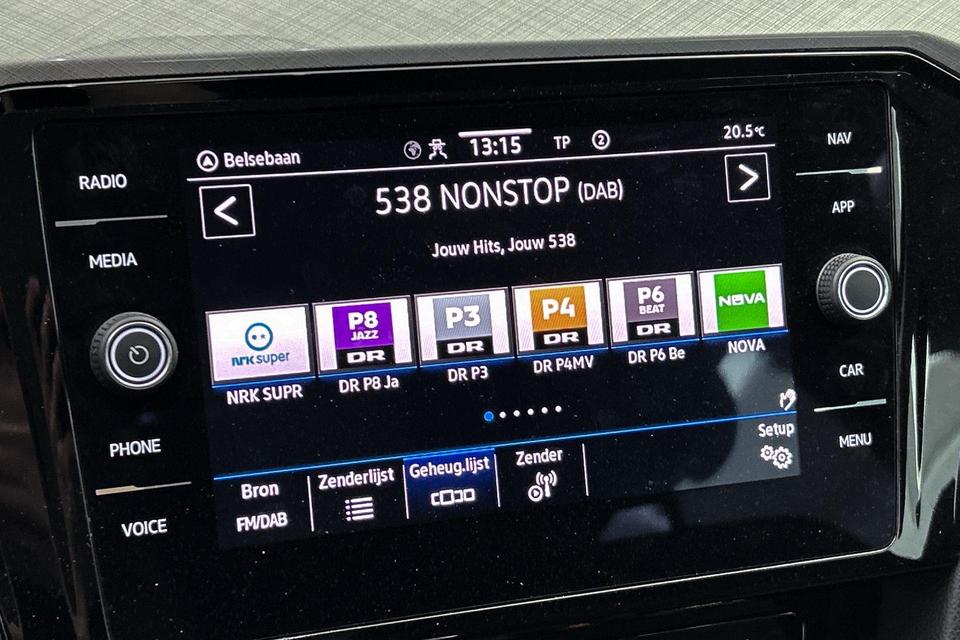 Belsebaan 13:15 TP 2 20.5°C
538 NONSTOP (DAB)
Jouw Hits, Jouw 538
NRK super
P8 JAZZ DR
P3 DR
P4 DR
P6 BEAT DR
NOVA
NRK SUPR DR P8 Ja DR P3 DR P4MV DR P6 Be NOVA
Bron FM/DAB
Zenderlijst
Geheug.lijst
Zender
Setup
RADIO
MEDIA
PHONE
VOICE
NAV
APP
CAR
MENU